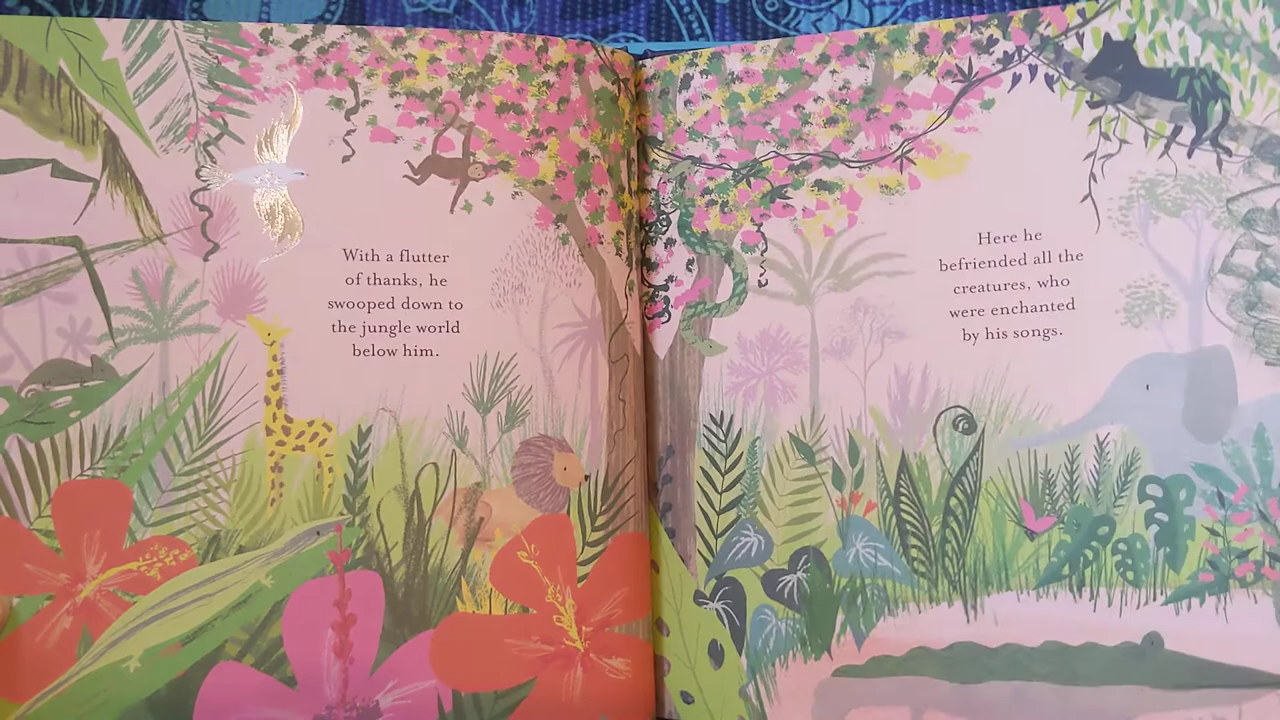 With a flutter
of thanks, he
swooped down to
the jungle world
below him.
Here he
befriended all the
creatures, who
were enchanted
by his songs.